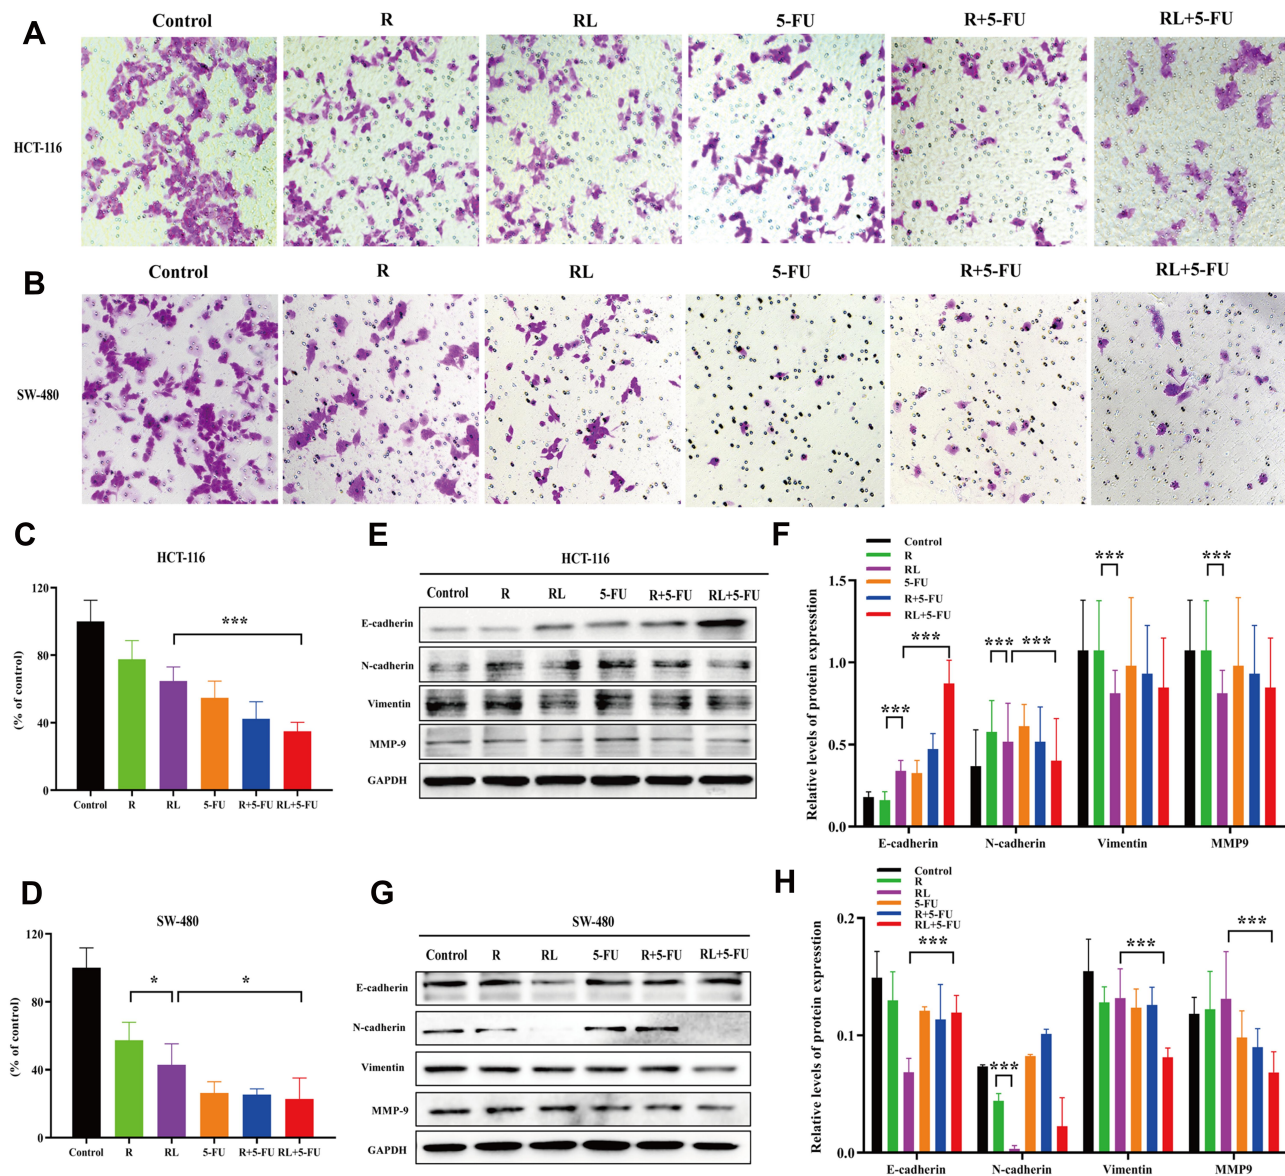 A
Control R RL 5-FU R+5-FU RL+5-FU
HCT-116
B
Control R RL 5-FU R+5-FU RL+5-FU
SW-480
C
HCT-116
(% of control)
120
80
40
0
***
Control R RL 5-FU R+5-FU RL+5-FU
D
SW-480
(% of control)
120
80
40
0
* *
Control R RL 5-FU R+5-FU RL+5-FU
E
HCT-116
Control R RL 5-FU R+5-FU RL+5-FU
E-cadherin
N-cadherin
Vimentin
MMP-9
GAPDH
F
Control
R
RL
5-FU
R+5-FU
RL+5-FU
Relative levels of protein expresstion
1.5
1.0
0.5
0.0
*** ***
*** *** ***
***
E-cadherin N-cadherin Vimentin MMP9
G
SW-480
Control R RL 5-FU R+5-FU RL+5-FU
E-cadherin
N-cadherin
Vimentin
MMP-9
GAPDH
H
Control
R
RL
5-FU
R+5-FU
RL+5-FU
Relative levels of protein expresstion
0.2
0.1
0.0
*** *** *** ***
E-cadherin N-cadherin Vimentin MMP9